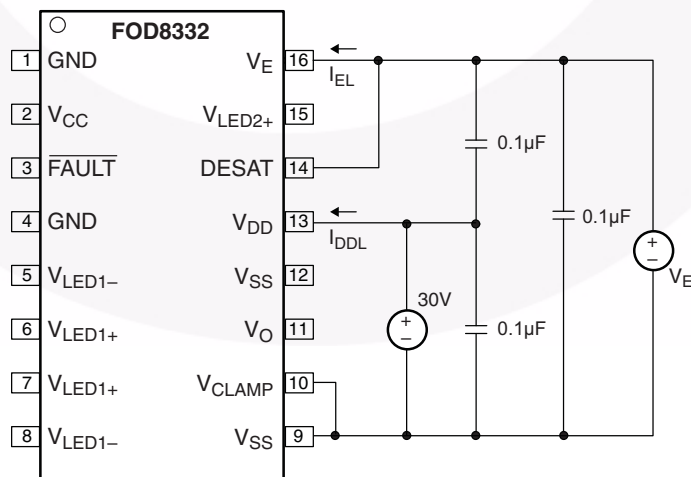 FOD8332
1 GND
2 VCC
3 FAULT
4 GND
5 VLED1–
6 VLED1+
7 VLED1+
8 VLED1–
VE 16
VLED2+ 15
DESAT 14
VDD 13
VSS 12
VO 11
VCLAMP 10
VSS 9
IEL
IDDL
0.1µF
0.1µF
30V
+
–
0.1µF
+
–
VE